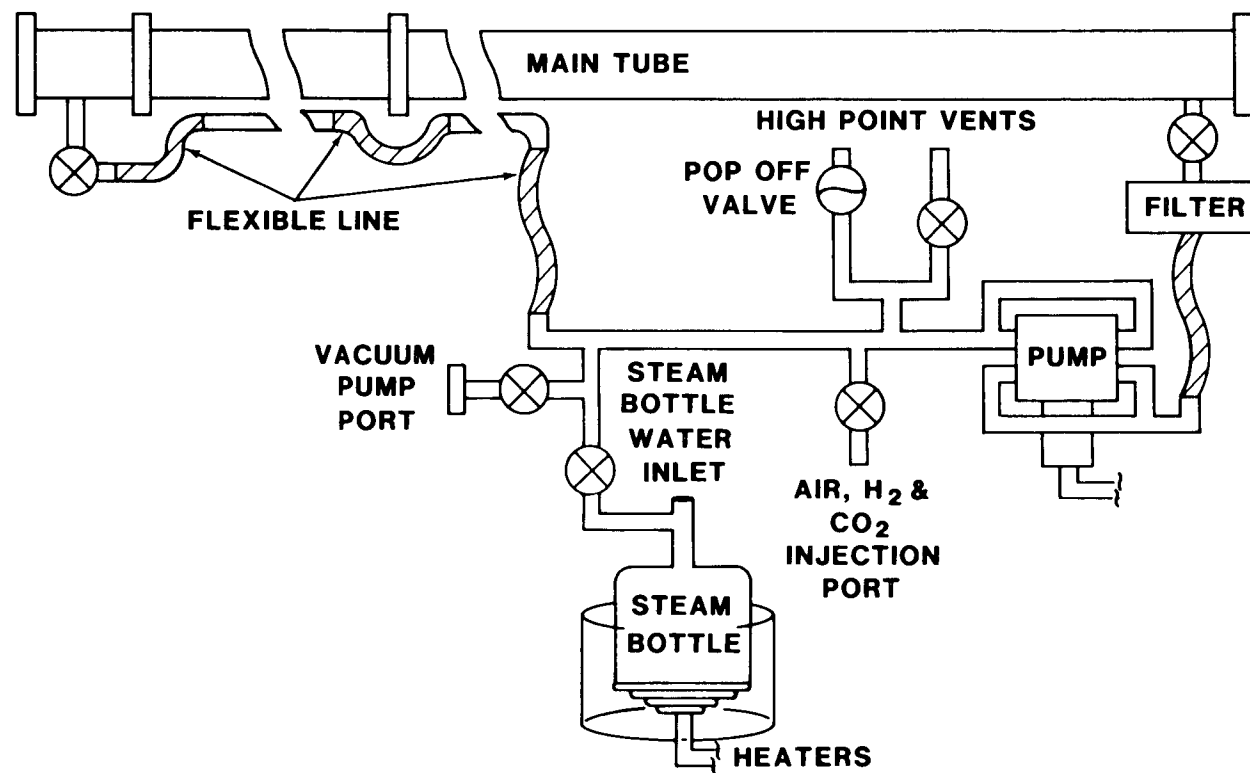 MAIN TUBE
HIGH POINT VENTS
POP OFF
VALVE
FILTER
FLEXIBLE LINE
PUMP
VACUUM
PUMP
PORT
STEAM
BOTTLE
WATER
INLET
AIR, H2 &
CO2
INJECTION
PORT
STEAM
BOTTLE
HEATERS